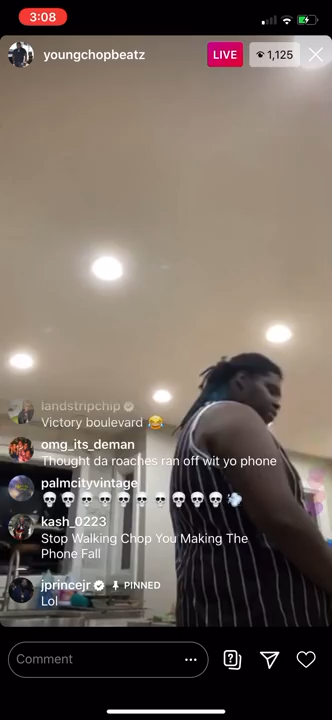 3:08
youngchopbeatz
LIVE
1,125
landstripchip
Victory boulevard 😂
omg_its_deman
Thought da roaches ran off wit yo phone
palmcityvintage
💀💀💀💀💀💀💀💀💀💨
kash_0223
Stop Walking Chop You Making The
Phone Fall
jprincejr PINNED
Lol
Comment